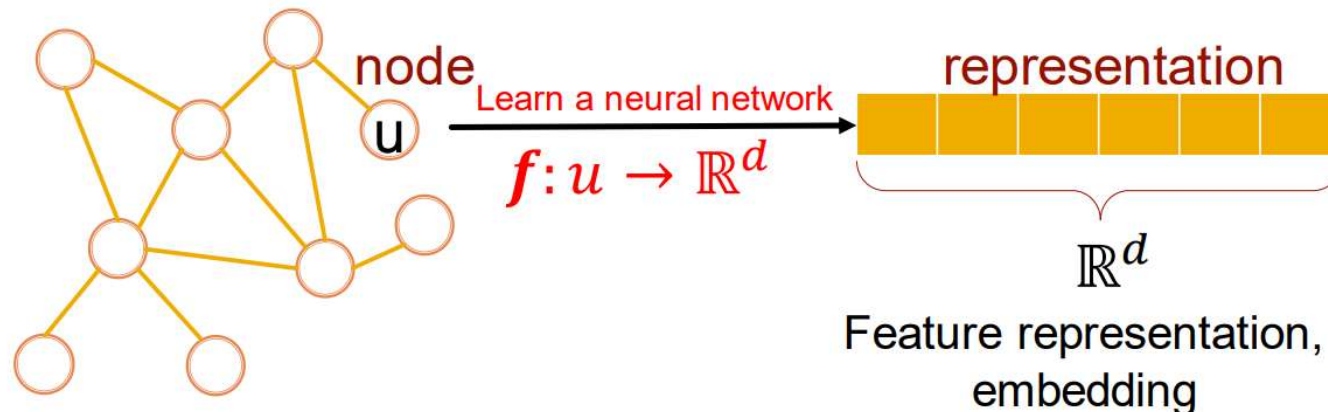 node
representation
Learn a neural network
u
f: u → ℝ^d
ℝ^d
Feature representation,
embedding